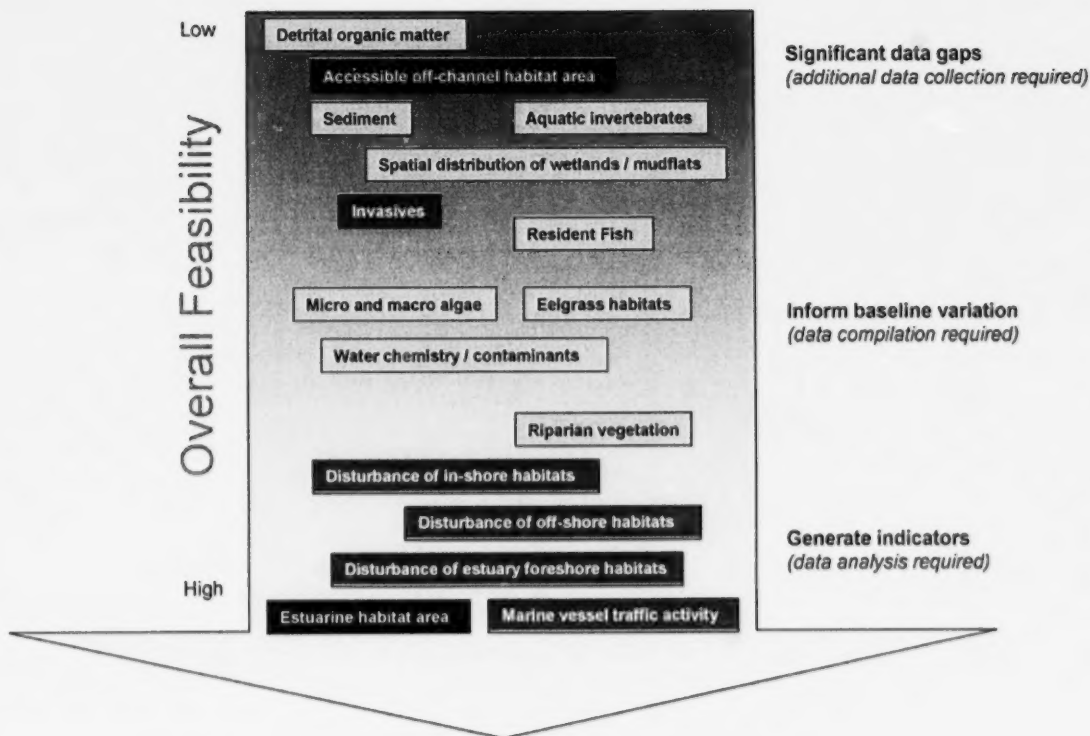 Low
Detrital organic matter
Significant data gaps
(additional data collection required)
Accessible off-channel habitat area
Sediment
Aquatic invertebrates
Spatial distribution of wetlands / mudflats
Invasives
Resident Fish
Overall Feasibility
Micro and macro algae
Eelgrass habitats
Inform baseline variation
(data compilation required)
Water chemistry / contaminants
Riparian vegetation
Disturbance of in-shore habitats
Disturbance of off-shore habitats
Generate indicators
(data analysis required)
Disturbance of estuary foreshore habitats
High
Estuarine habitat area
Marine vessel traffic activity